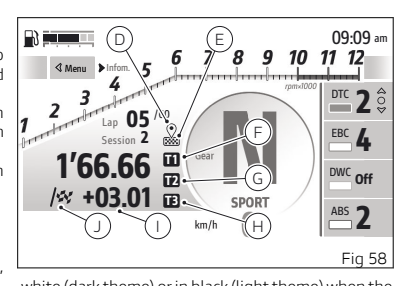 D E
09:09 am
Menu Infom.
1 2 3 4 5 6 7 8 9 10 11 12
rpm×1000
Lap 05
Session 2
1'66.66
+03.01
T1
T2
T3
Gear
N
SPORT
km/h
F
G
H
I
J
DTC 2
EBC 4
DWC Off
ABS 2
Fig 58
white (dark theme) or in black (light theme) when the